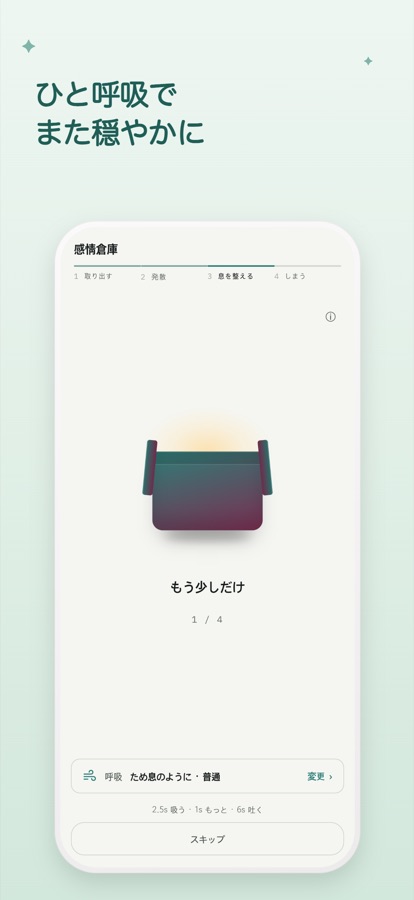 ひと呼吸で
また穏やかに
感情倉庫
1 取り出す 2 発散 3 息を整える 4 しまう
もう少しだけ
1 / 4
呼吸 ため息のように · 普通 変更 ›
2.5s 吸う · 1s もっと · 6s 吐く
スキップ